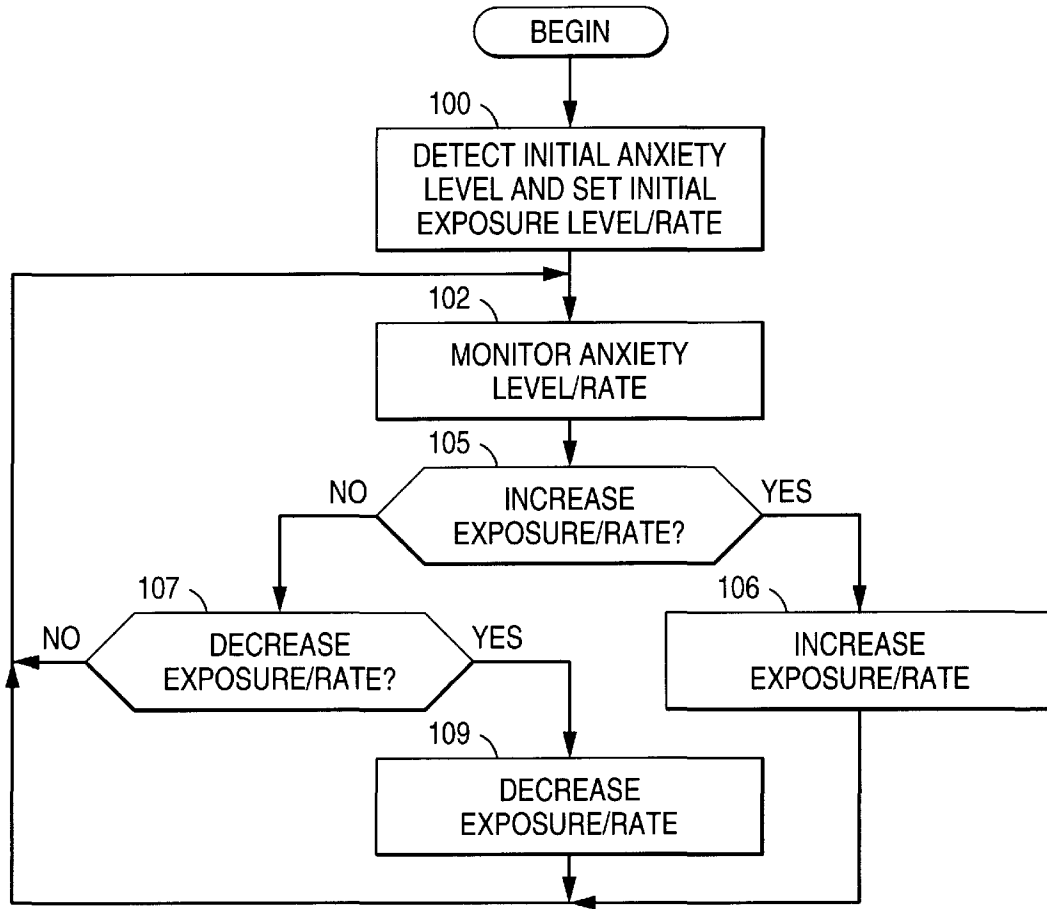 BEGIN
100
DETECT INITIAL ANXIETY
LEVEL AND SET INITIAL
EXPOSURE LEVEL/RATE
102
MONITOR ANXIETY
LEVEL/RATE
105
NO
INCREASE
EXPOSURE/RATE?
YES
107
NO
DECREASE
EXPOSURE/RATE?
YES
106
INCREASE
EXPOSURE/RATE
109
DECREASE
EXPOSURE/RATE